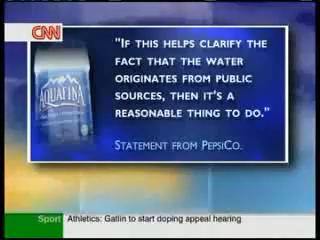 CNN
"IF THIS HELPS CLARIFY THE
FACT THAT THE WATER
ORIGINATES FROM PUBLIC
SOURCES, THEN IT'S A
REASONABLE THING TO DO."
STATEMENT FROM PEPSICO.
AQUAFINA
Sport Athletics: Gatlin to start doping appeal hearing